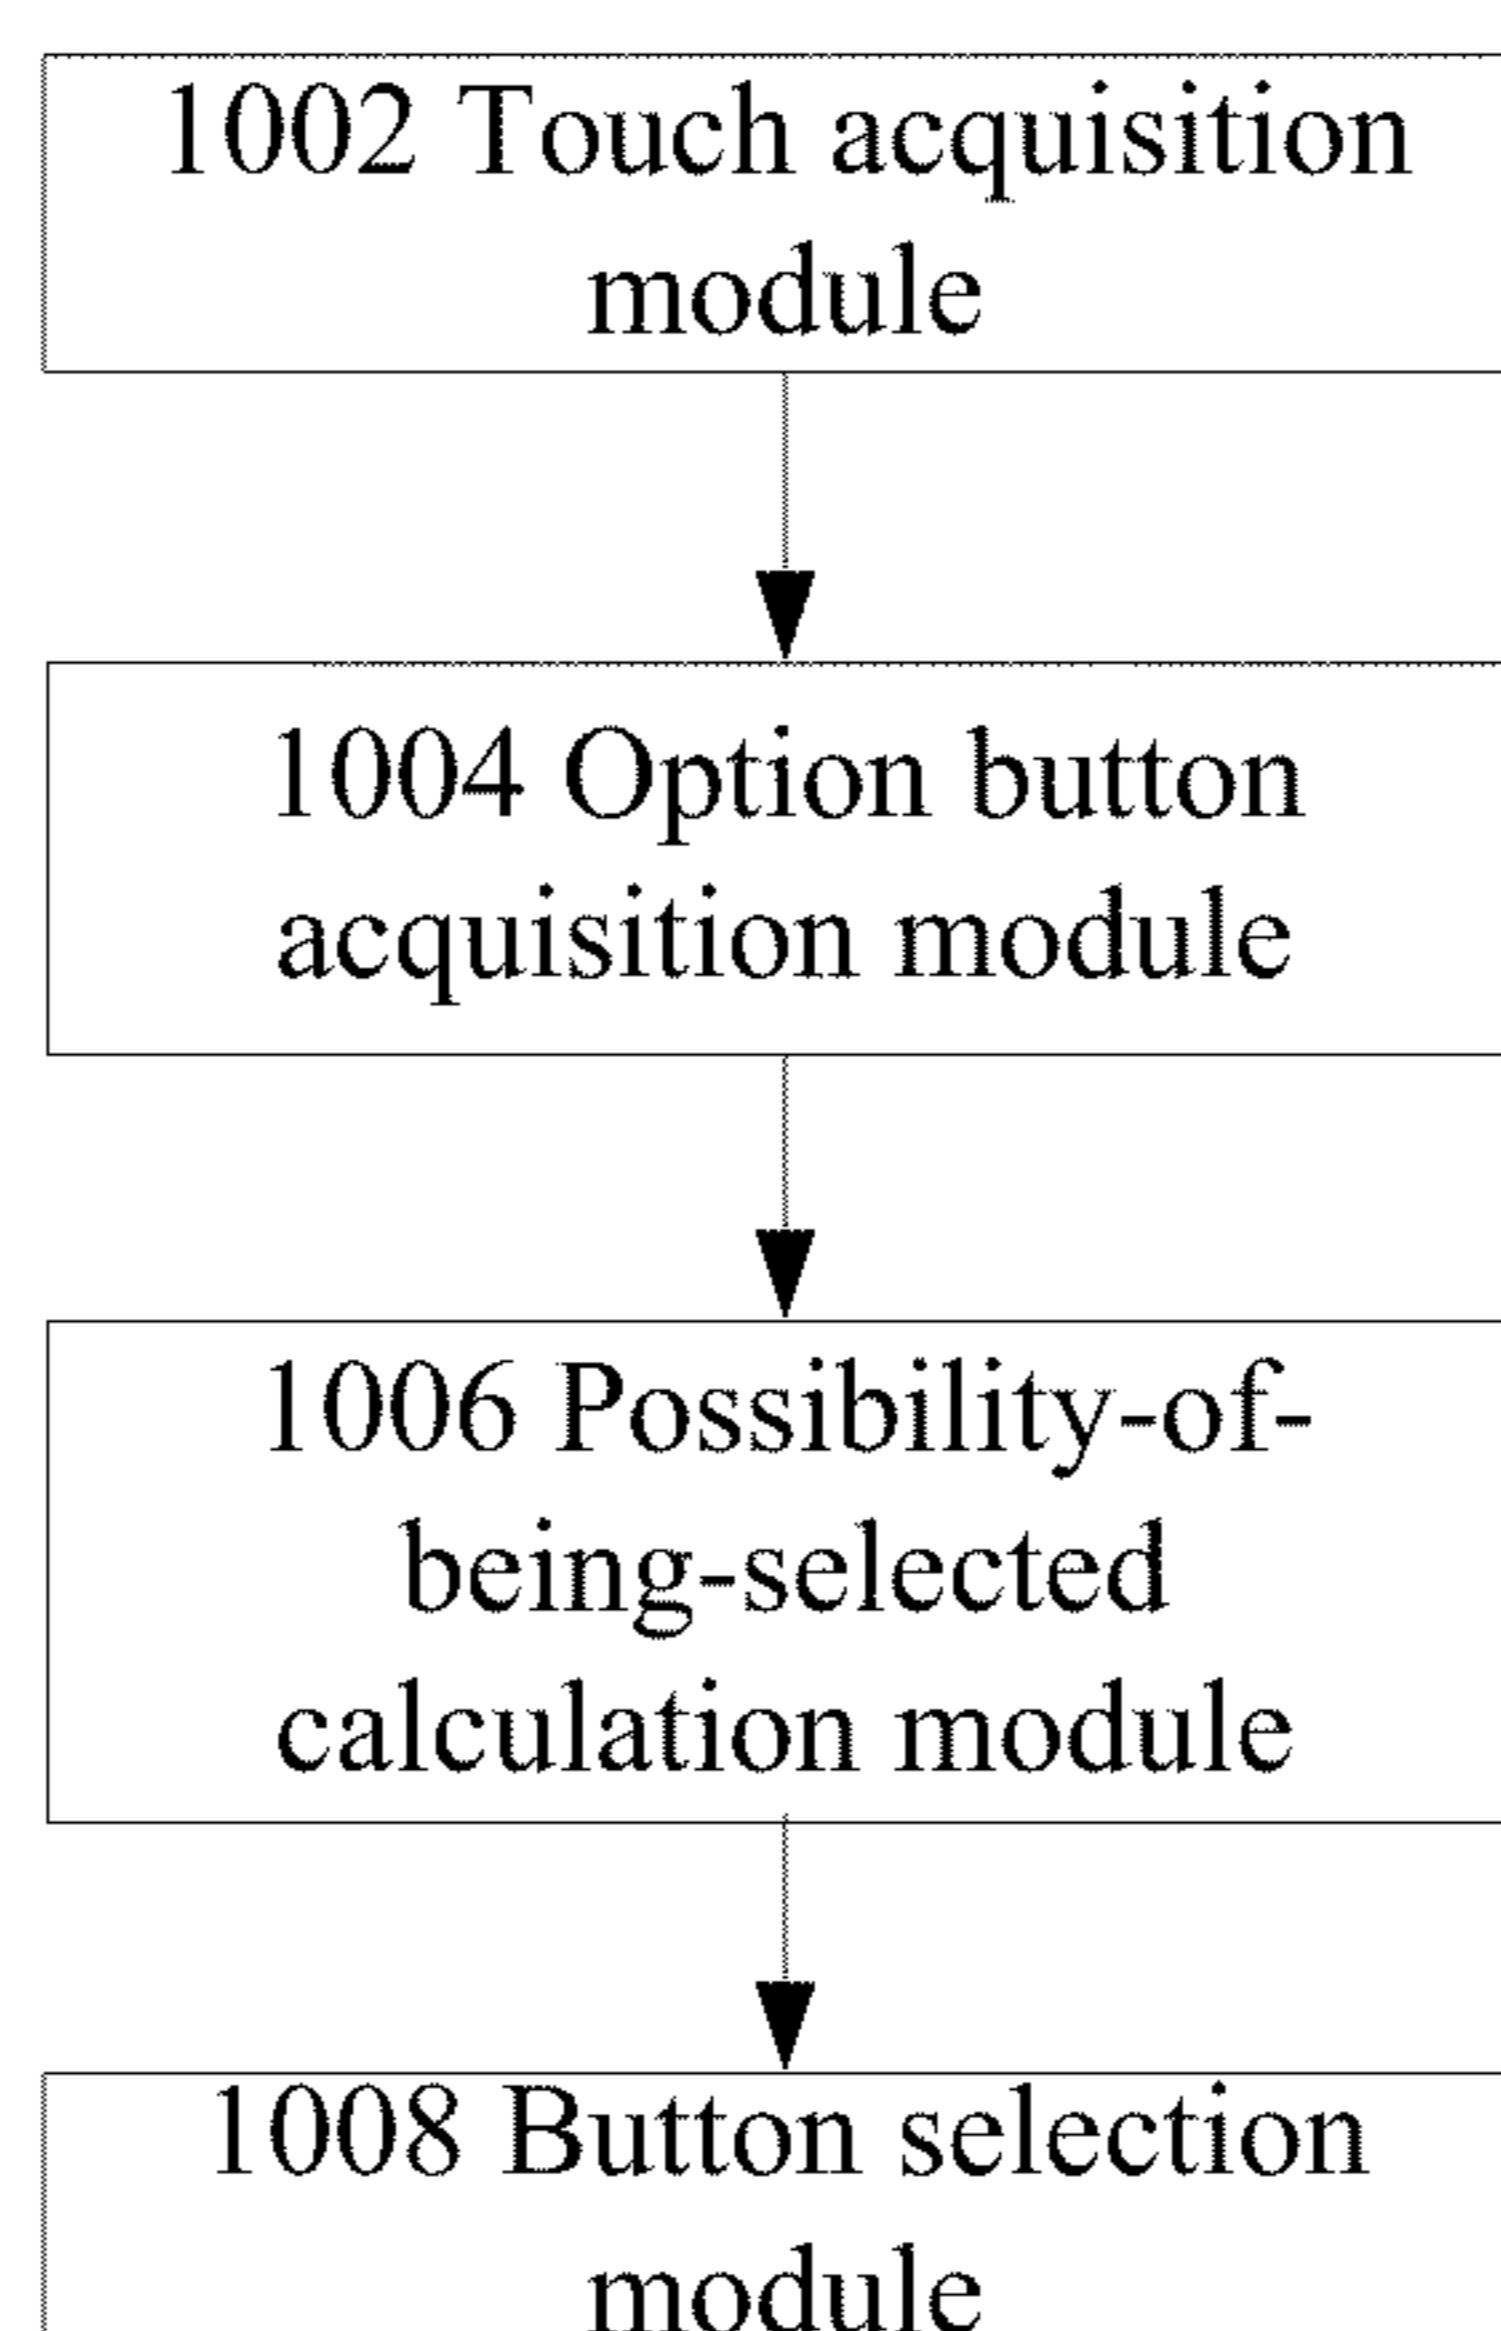 1002 Touch acquisition
module
1004 Option button
acquisition module
1006 Possibility-of-
being-selected
calculation module
1008 Button selection
module